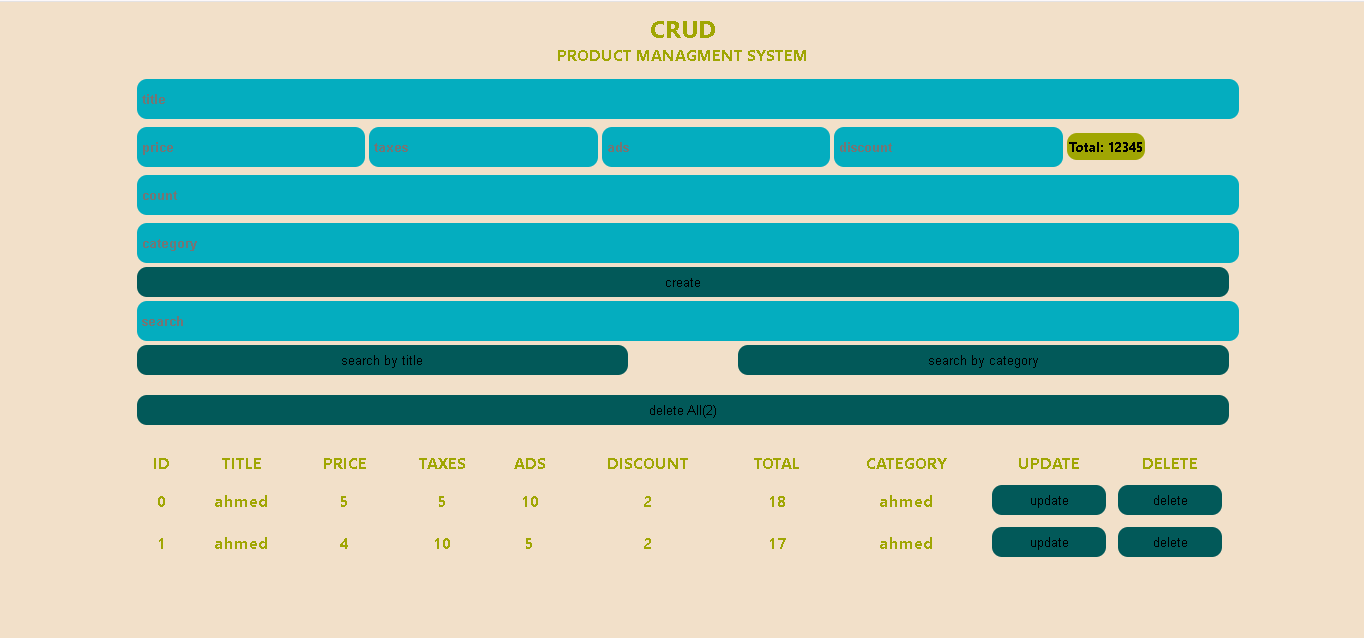 CRUD
PRODUCT MANAGMENT SYSTEM
title
price taxes ads discount Total: 12345
count
category
create
search
search by title search by category
delete All(2)
ID TITLE PRICE TAXES ADS DISCOUNT TOTAL CATEGORY UPDATE DELETE
0 ahmed 5 5 10 2 18 ahmed update delete
1 ahmed 4 10 5 2 17 ahmed update delete